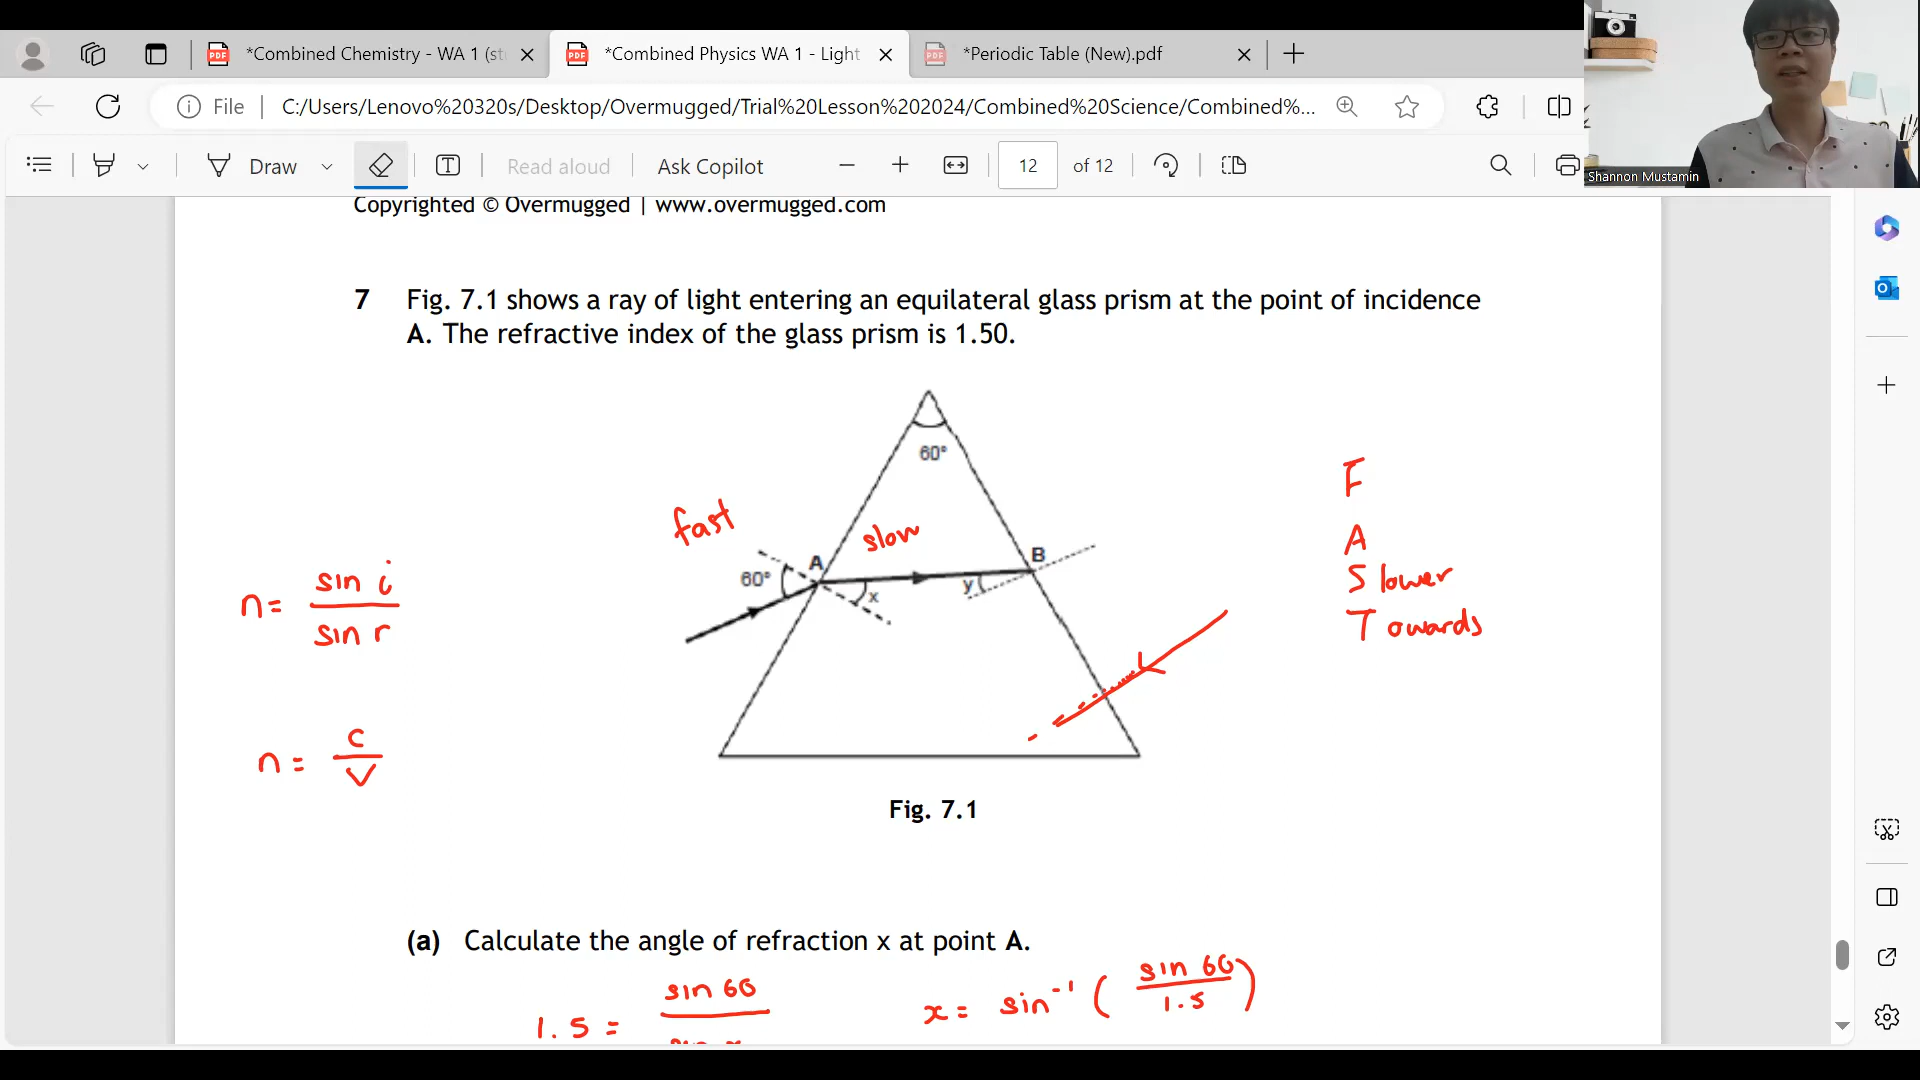 *Combined Chemistry - WA 1 (st
*Combined Physics WA 1 - Light
*Periodic Table (New).pdf
File
C:/Users/Lenovo%20320s/Desktop/Overmugged/Trial%20Lesson%202024/Combined%20Science/Combined%...
Draw
Read aloud
Ask Copilot
12
of 12
Shannon Mustamin
Copyrighted © Overmugged | www.overmugged.com
7 Fig. 7.1 shows a ray of light entering an equilateral glass prism at the point of incidence
A. The refractive index of the glass prism is 1.50.
60°
fast
slow
A
B
60°
x
y
F
A
Slower
Towards
n = sin i
sin r
n = c
v
Fig. 7.1
(a) Calculate the angle of refraction x at point A.
1.5 = sin 60
x = sin⁻¹ ( sin 60 )
1.5